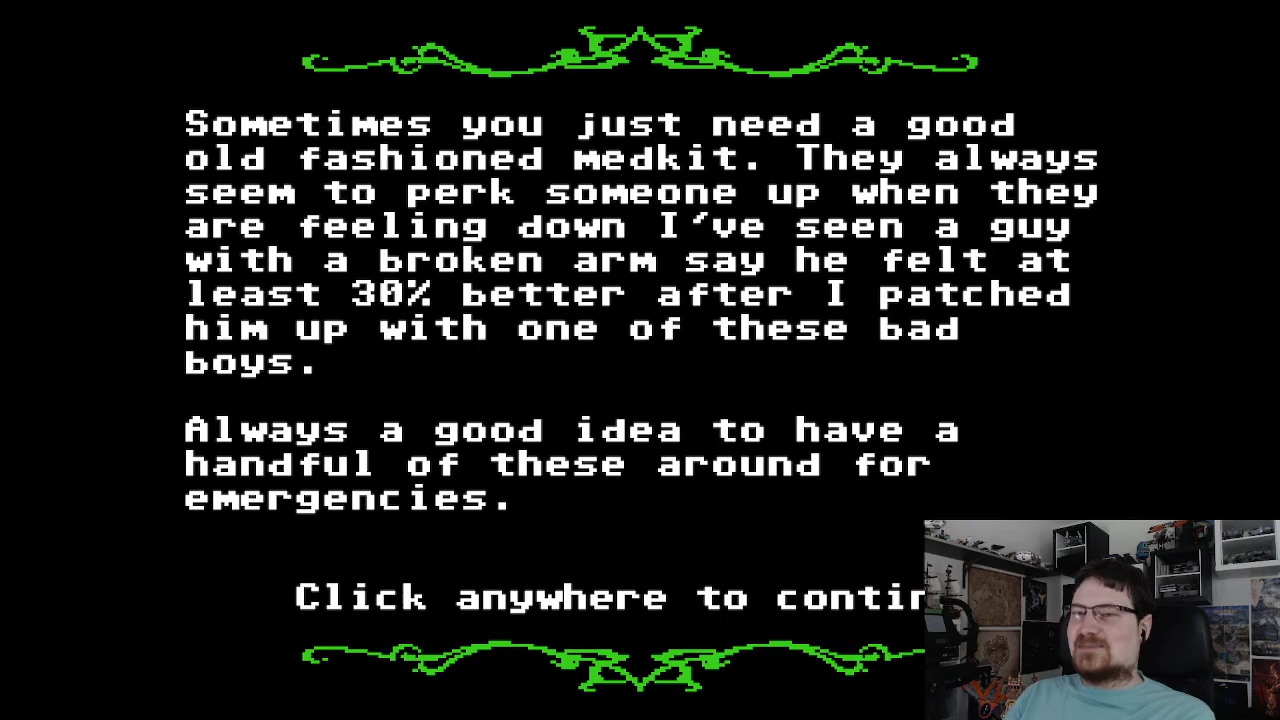 Sometimes you just need a good
old fashioned medkit. They always
seem to perk someone up when they
are feeling down I've seen a guy
with a broken arm say he felt at
least 30% better after I patched
him up with one of these bad
boys.
Always a good idea to have a
handful of these around for
emergencies.
Click anywhere to contin